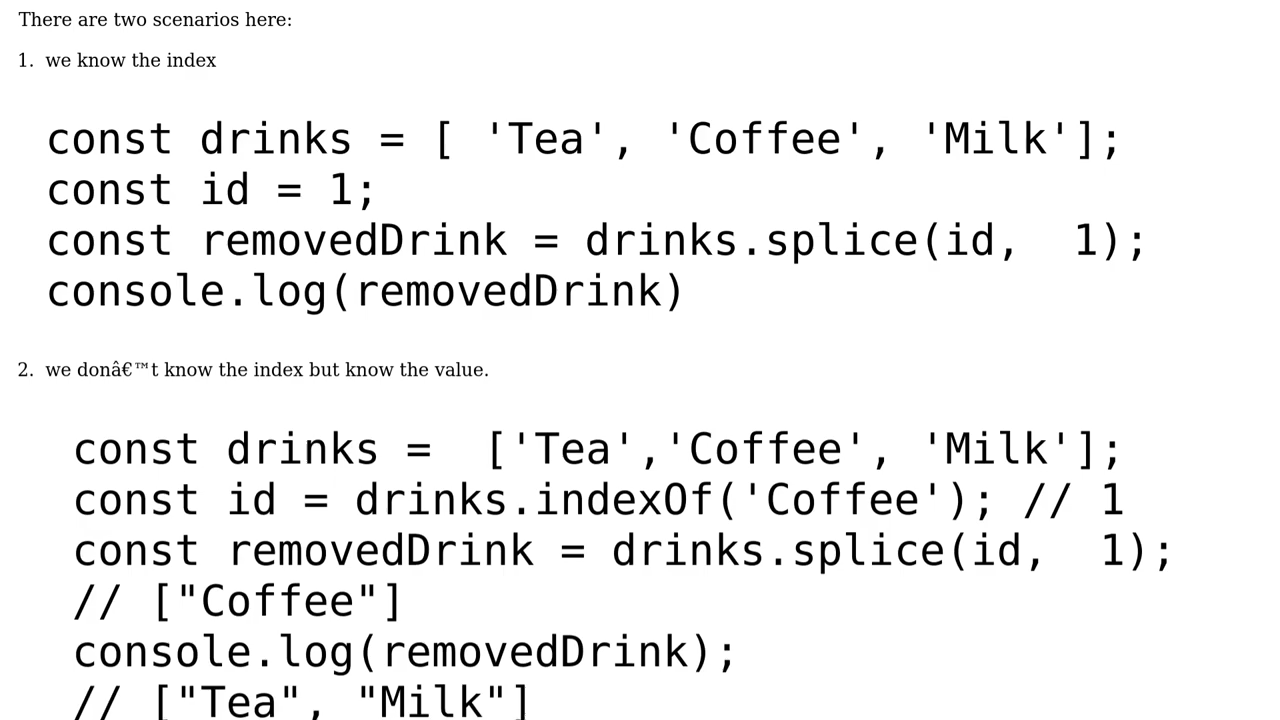 There are two scenarios here:
1. we know the index
const drinks = [ 'Tea', 'Coffee', 'Milk'];
const id = 1;
const removedDrink = drinks.splice(id,  1);
console.log(removedDrink)
2. we donâ€™t know the index but know the value.
const drinks =  ['Tea','Coffee', 'Milk'];
const id = drinks.indexOf('Coffee'); // 1
const removedDrink = drinks.splice(id,  1);
// ["Coffee"]
console.log(removedDrink);
// ["Tea", "Milk"]